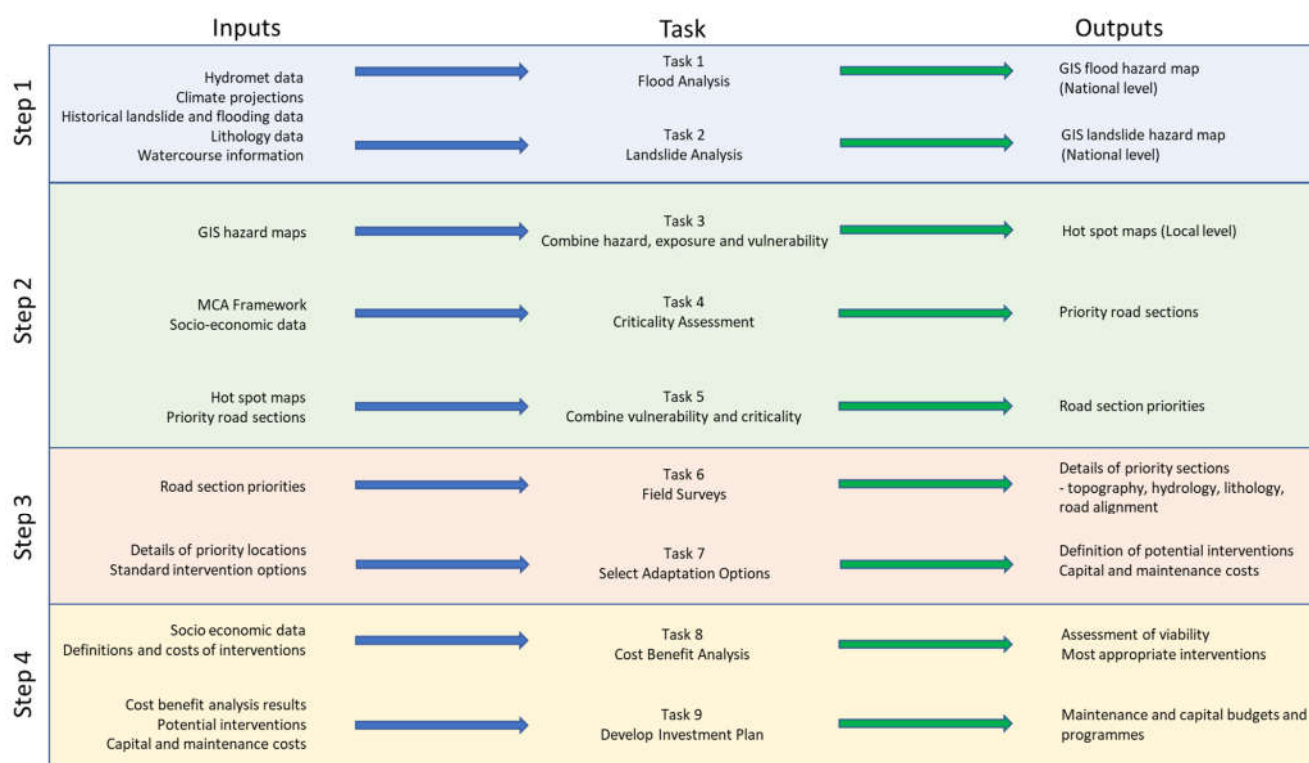 Inputs
Task
Outputs
Step 1
Hydromet data
Climate projections
Historical landslide and flooding data
Lithology data
Watercourse information
Task 1
Flood Analysis
GIS flood hazard map
(National level)
Task 2
Landslide Analysis
GIS landslide hazard map
(National level)
Step 2
GIS hazard maps
Task 3
Combine hazard, exposure and vulnerability
Hot spot maps (Local level)
MCA Framework
Socio-economic data
Task 4
Criticality Assessment
Priority road sections
Hot spot maps
Priority road sections
Task 5
Combine vulnerability and criticality
Road section priorities
Step 3
Road section priorities
Task 6
Field Surveys
Details of priority sections
- topography, hydrology, lithology,
road alignment
Details of priority locations
Standard intervention options
Task 7
Select Adaptation Options
Definition of potential interventions
Capital and maintenance costs
Step 4
Socio economic data
Definitions and costs of interventions
Task 8
Cost Benefit Analysis
Assessment of viability
Most appropriate interventions
Cost benefit analysis results
Potential interventions
Capital and maintenance costs
Task 9
Develop Investment Plan
Maintenance and capital budgets and
programmes